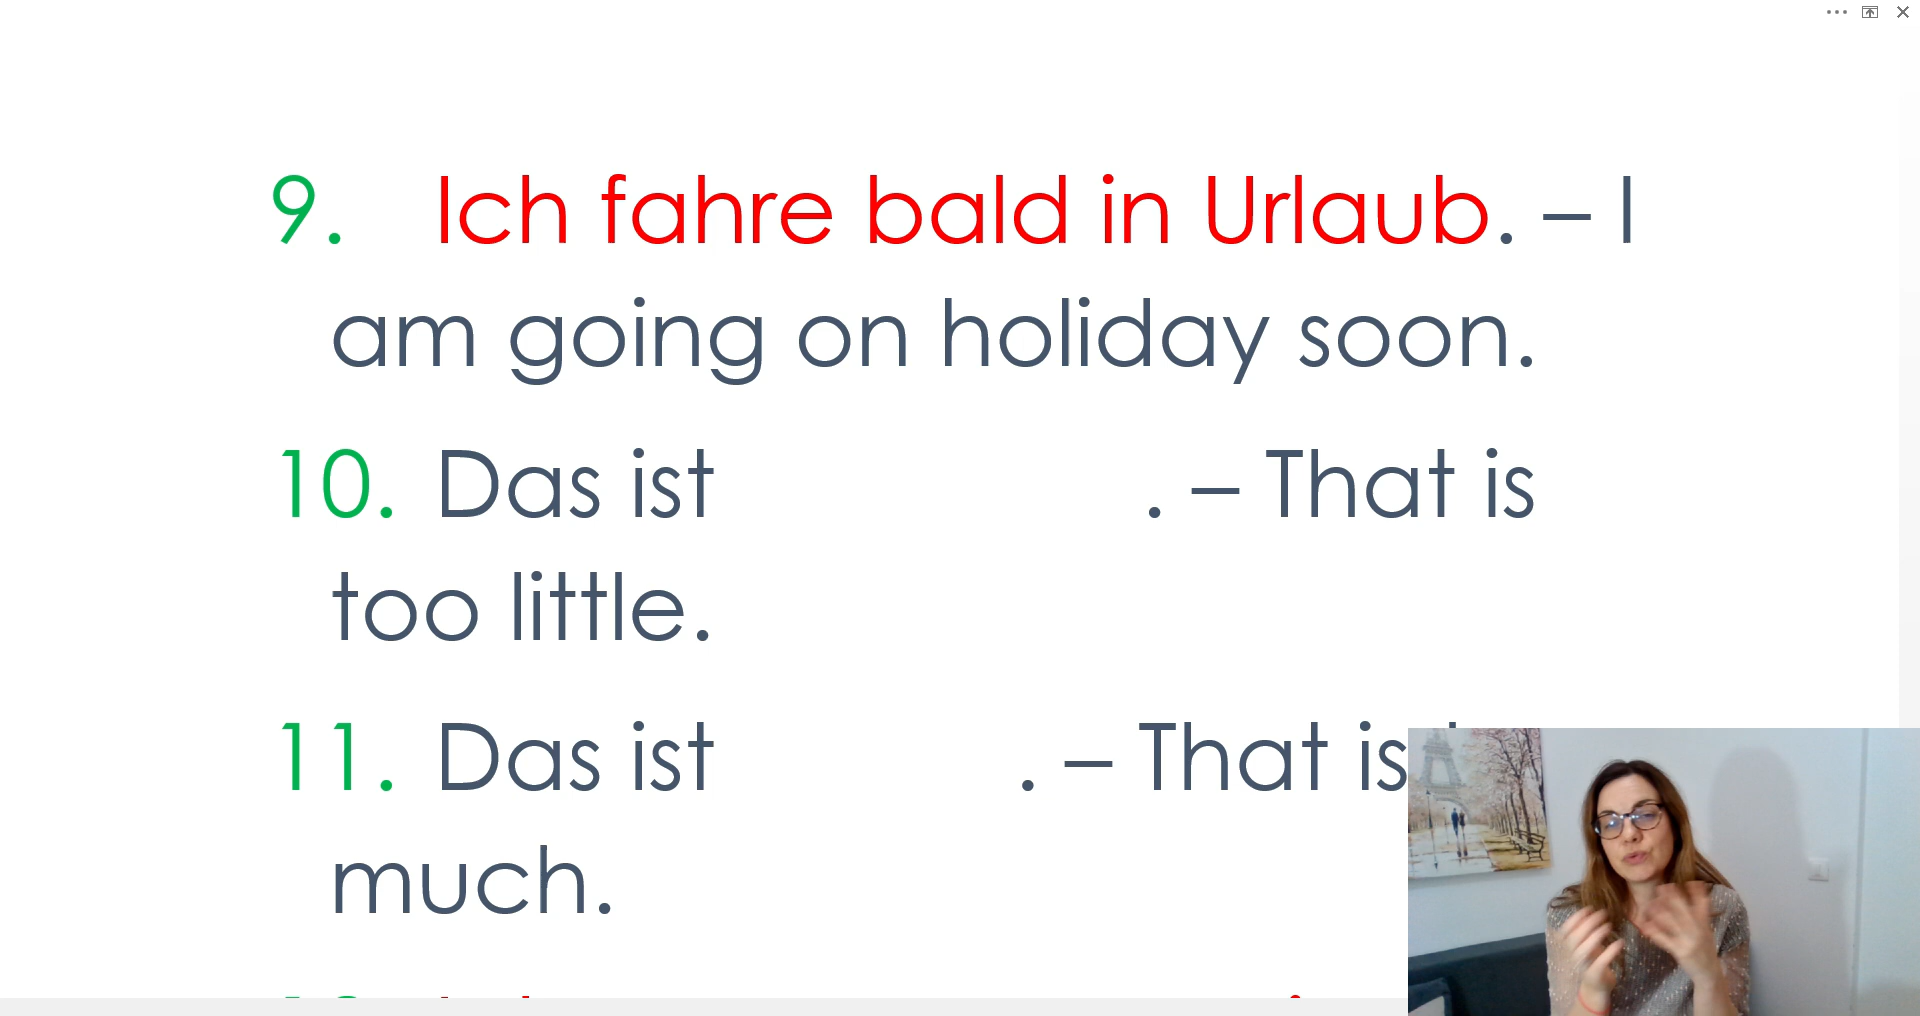 9. Ich fahre bald in Urlaub. – I
am going on holiday soon.
10. Das ist . – That is
too little.
11. Das ist . – That is
much.